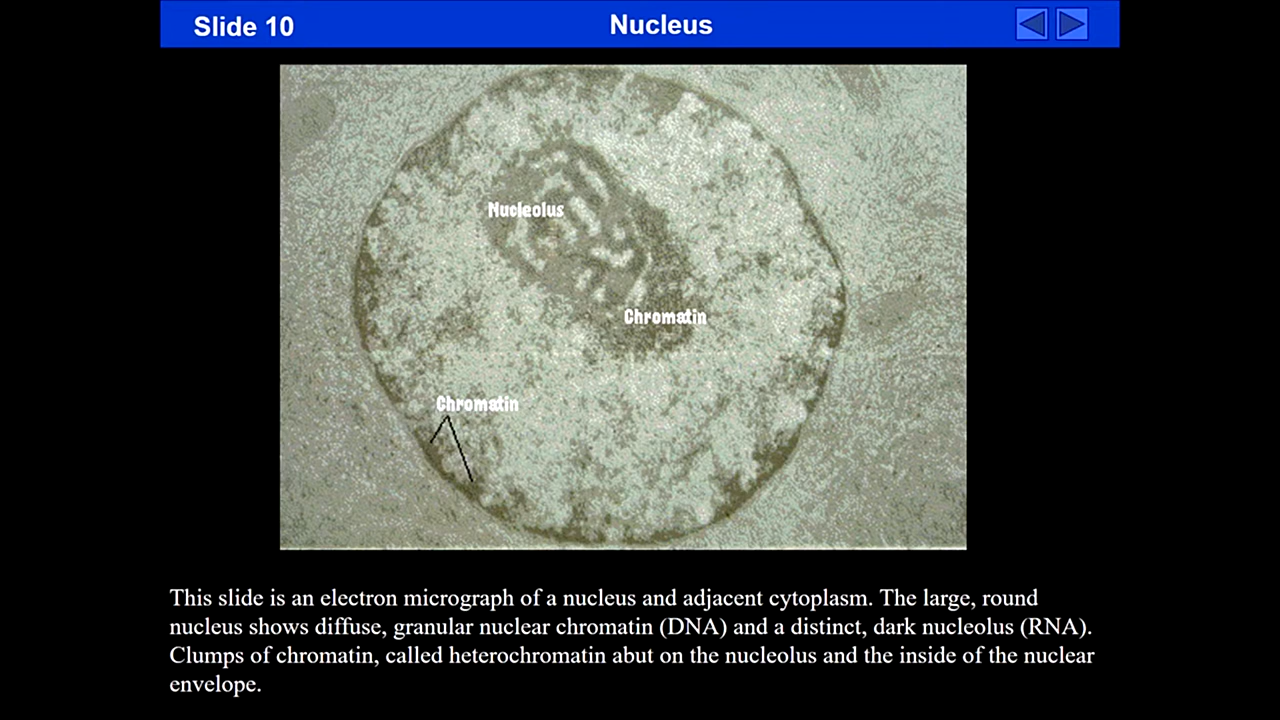 Slide 10
Nucleus
Nucleolus
Chromatin
Chromatin
This slide is an electron micrograph of a nucleus and adjacent cytoplasm. The large, round
nucleus shows diffuse, granular nuclear chromatin (DNA) and a distinct, dark nucleolus (RNA).
Clumps of chromatin, called heterochromatin abut on the nucleolus and the inside of the nuclear
envelope.